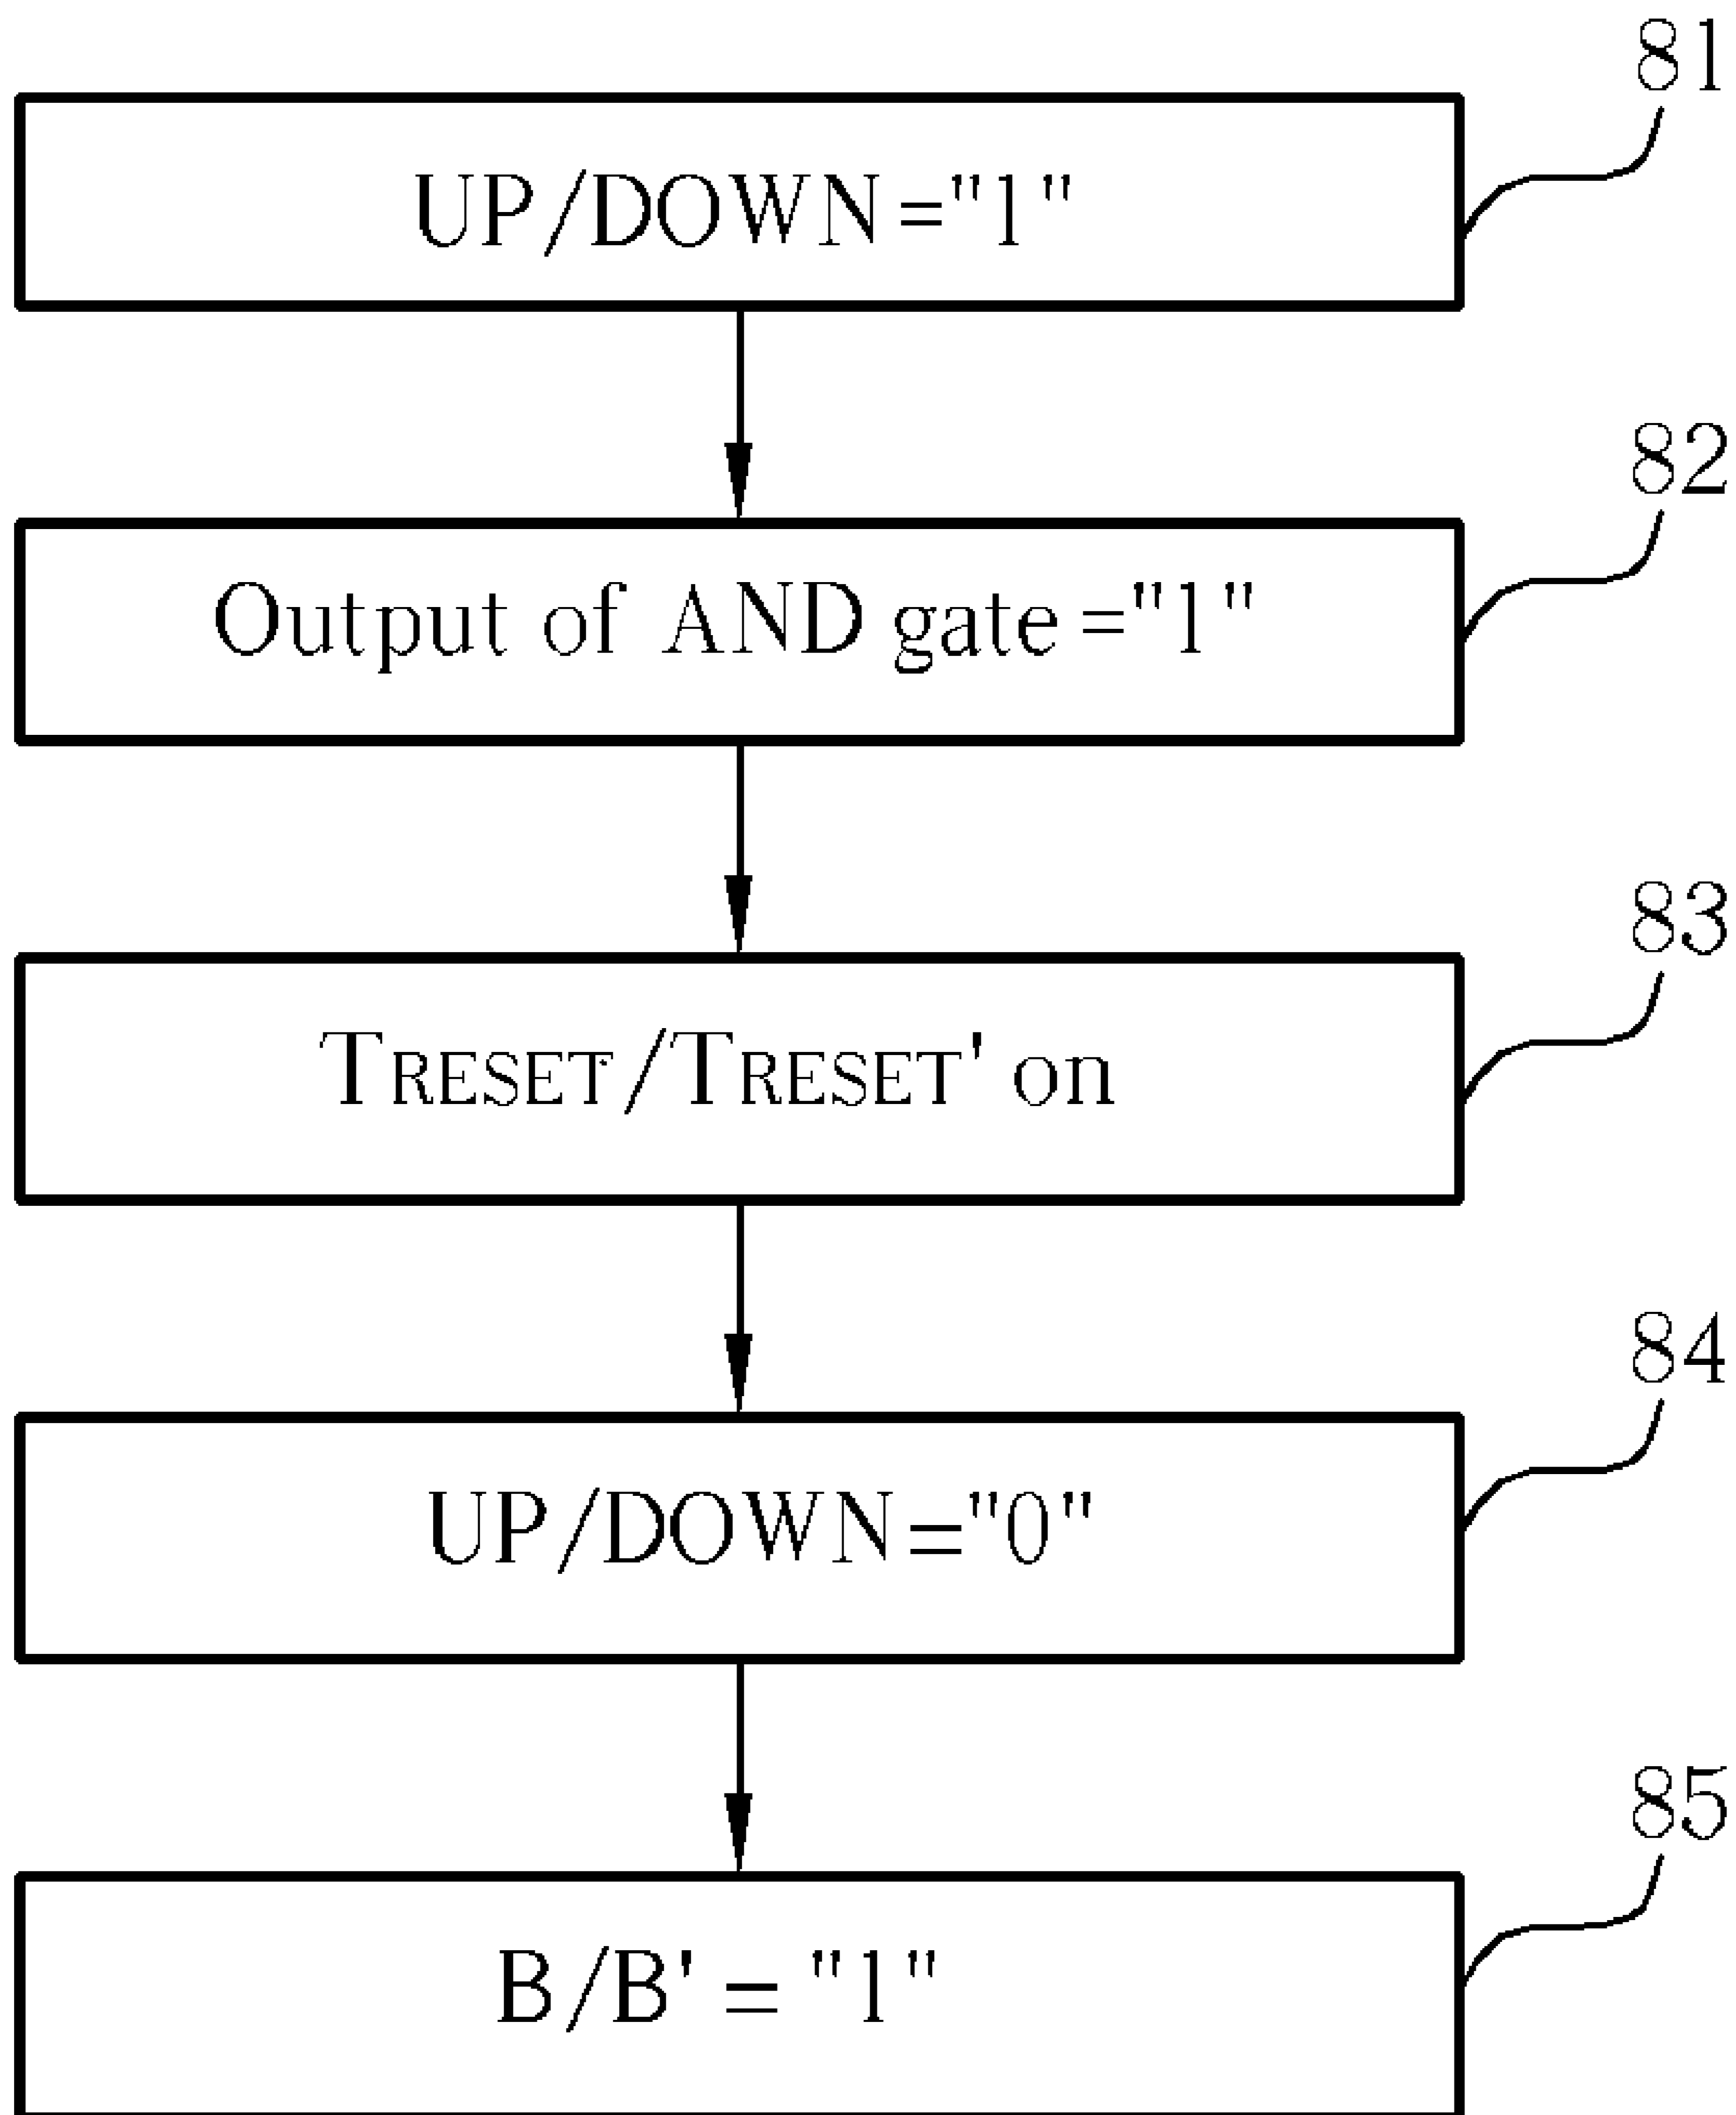 81
UP/DOWN="1"
82
Output of AND gate="1"
83
TRESET/TRESET' on
84
UP/DOWN="0"
85
B/B' = "1"